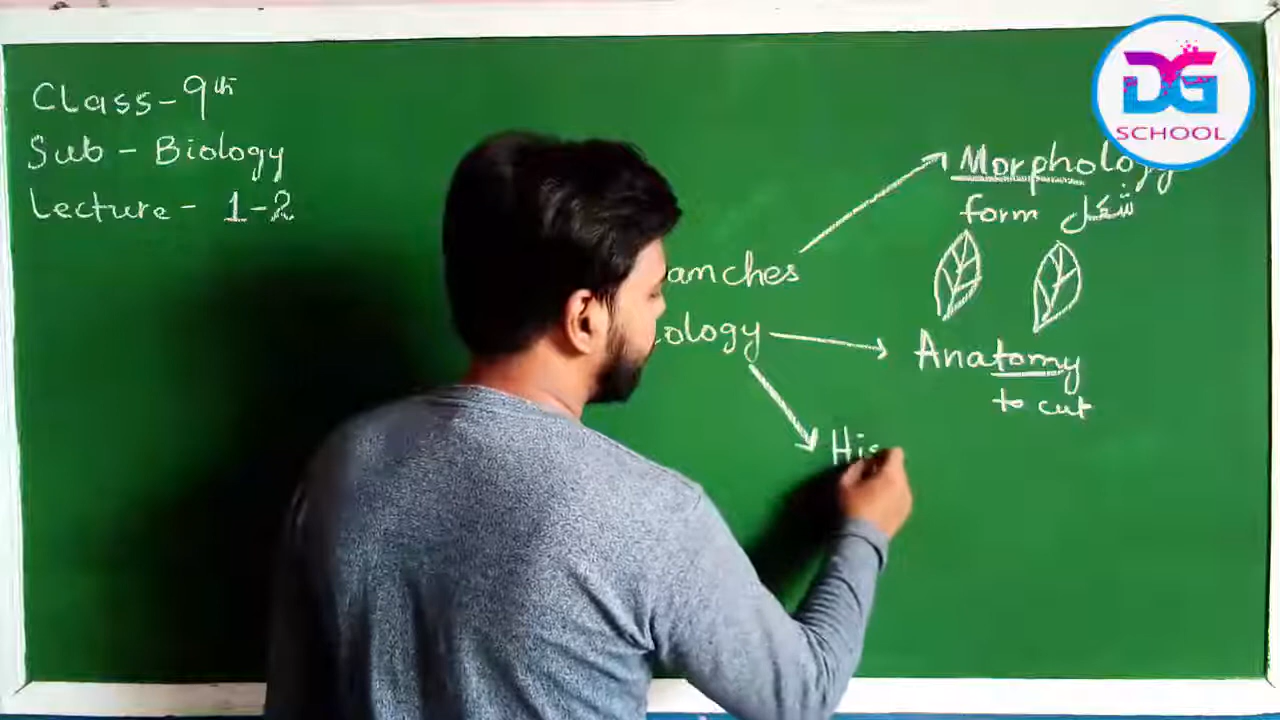 Class-9th
Sub - Biology
Lecture - 1-2
DG
SCHOOL
Morphology
form شکل
anches
ology
Anatomy
to cut
His